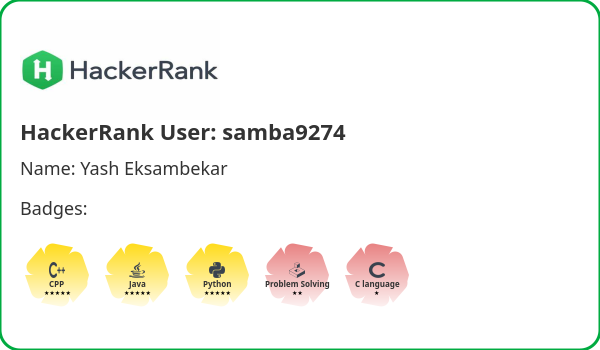 HackerRank
HackerRank User: samba9274
Name: Yash Eksambekar
Badges:
C++ C
CPP Java Python Problem Solving C language
★★★★★ ★★★★★ ★★★★★ ★★ ★